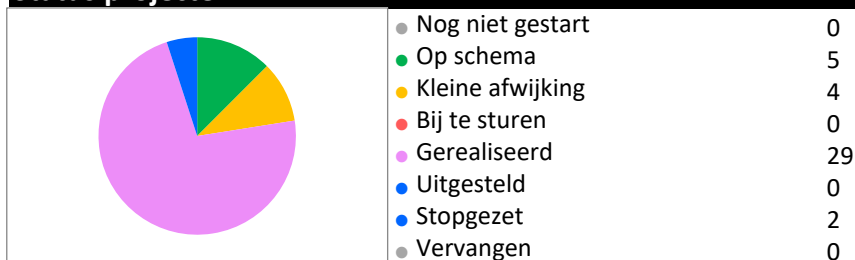 Nog niet gestart 0
Op schema 5
Kleine afwijking 4
Bij te sturen 0
Gerealiseerd 29
Uitgesteld 0
Stopgezet 2
Vervangen 0